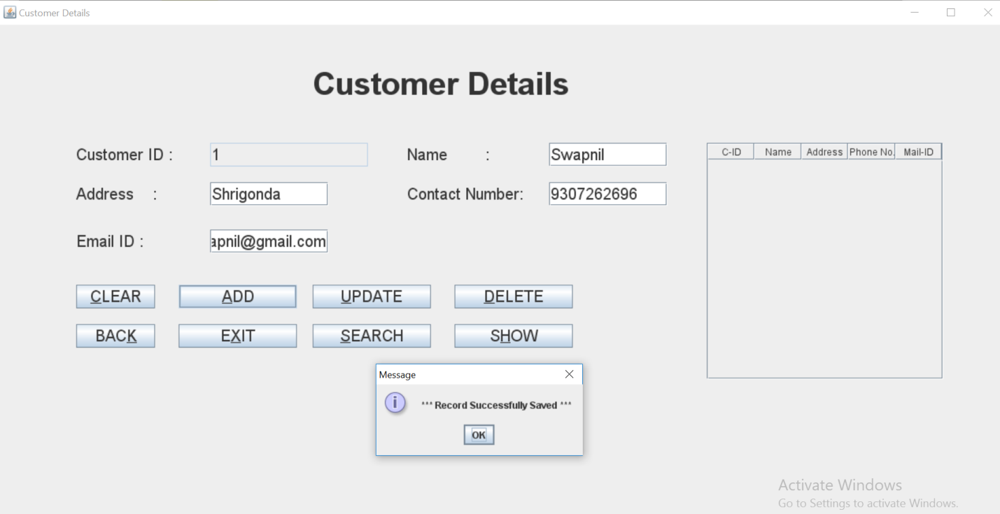 Customer Details
Customer Details
Customer ID : 1 Name : Swapnil
Address : Shrigonda Contact Number: 9307262696
Email ID : apnil@gmail.com
C-ID Name Address Phone No. Mail-ID
CLEAR ADD UPDATE DELETE
BACK EXIT SEARCH SHOW
Message
*** Record Successfully Saved ***
OK
Activate Windows
Go to Settings to activate Windows.